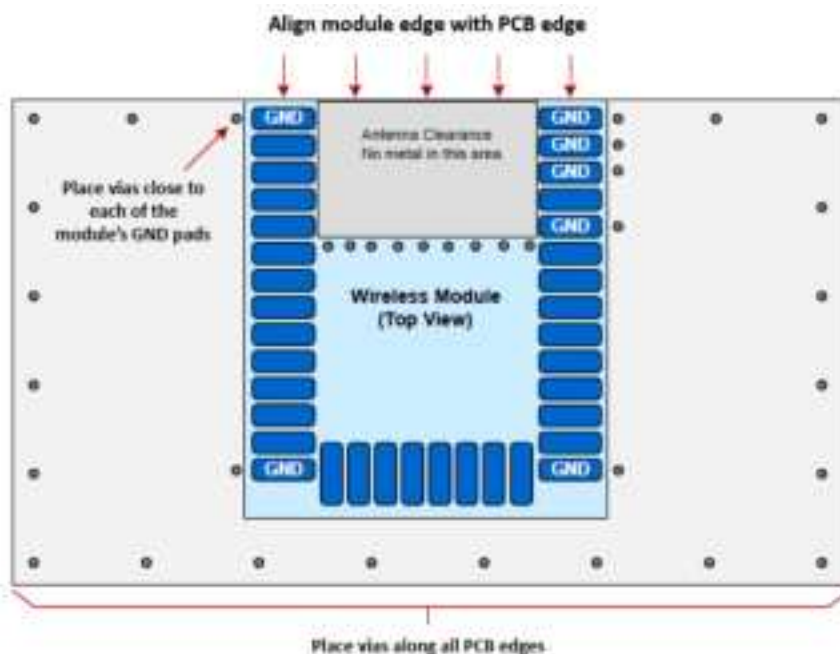 Align module edge with PCB edge
GND
GND
Antenna Clearance
No metal in this area
GND
GND
Place vias close to
each of the
module's GND pads
GND
Wireless Module
(Top View)
GND
GND
Place vias along all PCB edges